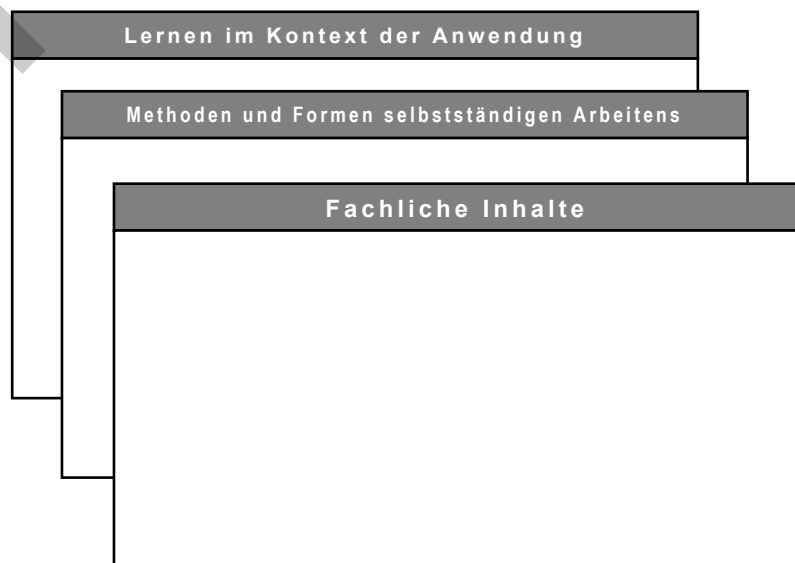 Lernen im Kontext der Anwendung
Methoden und Formen selbstständigen Arbeitens
Fachliche Inhalte